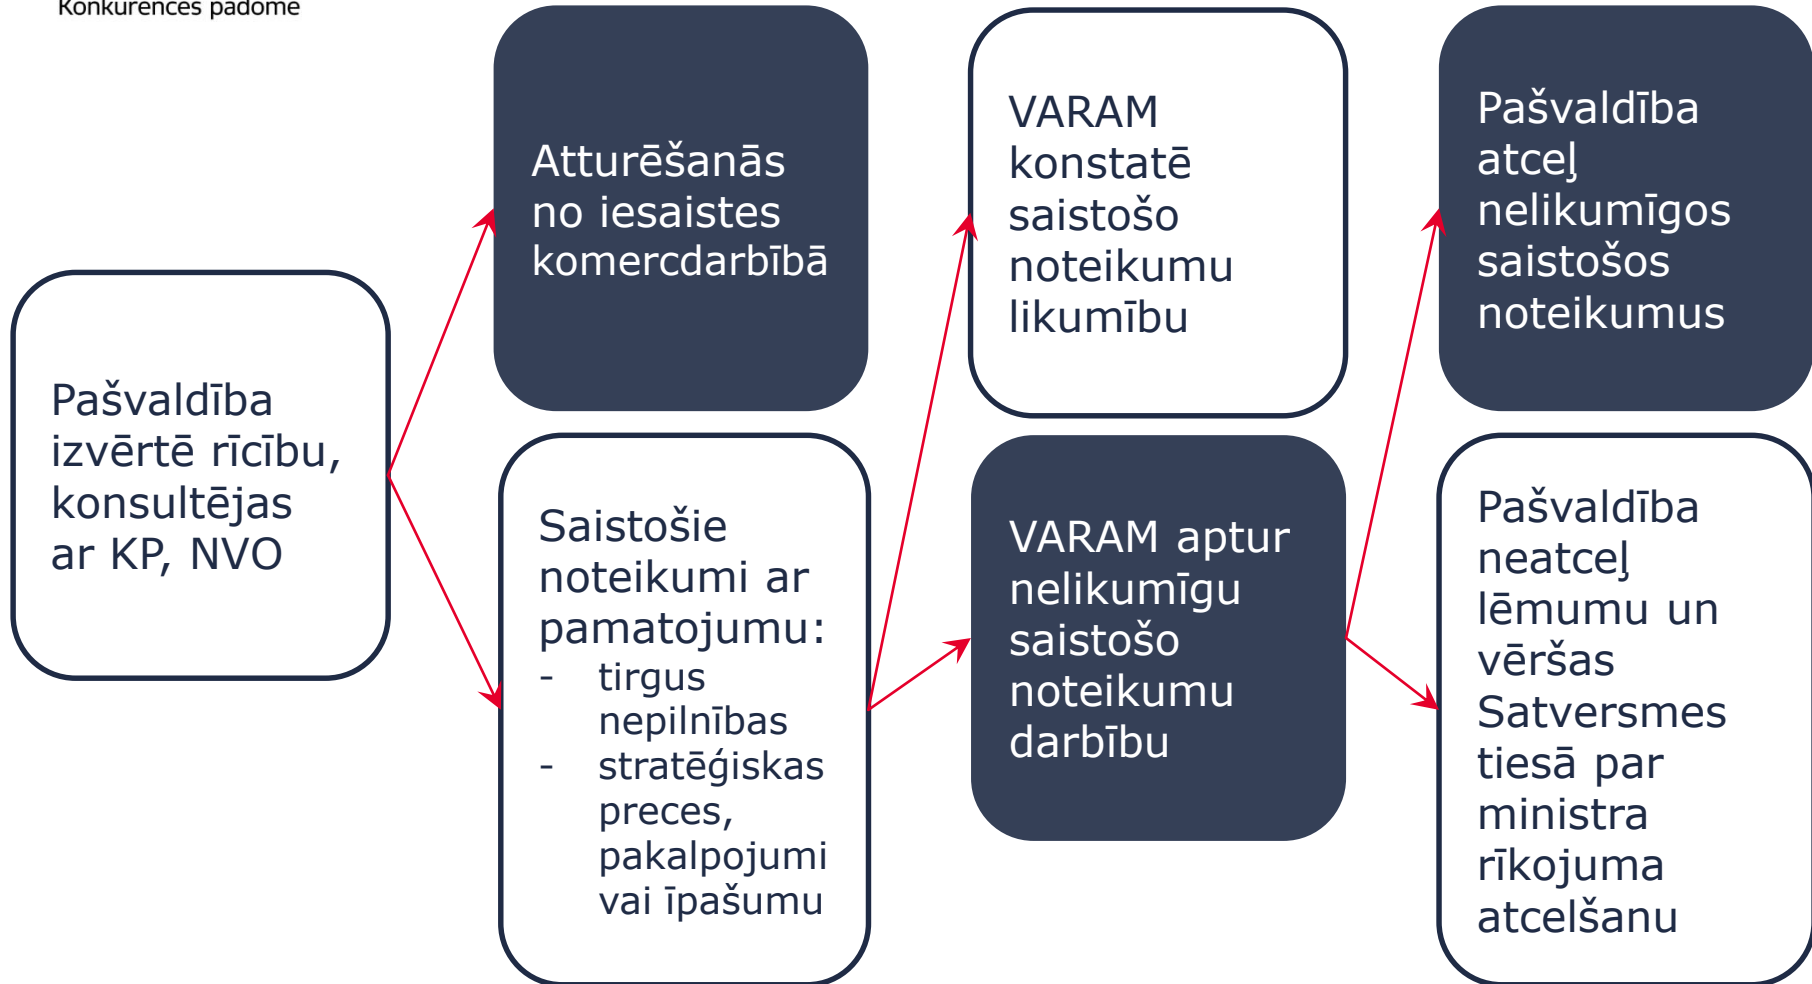 Konkurences padome
Pašvaldība
izvērtē rīcību,
konsultējas
ar KP, NVO
Atturēšanās
no iesaistes
komercdarbībā
Saistošie
noteikumi ar
pamatojumu:
- tirgus
nepilnības
- stratēģiskas
preces,
pakalpojumi
vai īpašumu
VARAM
konstatē
saistošo
noteikumu
likumību
VARAM aptur
nelikumīgu
saistošo
noteikumu
darbību
Pašvaldība
atceļ
nelikumīgos
saistošos
noteikumus
Pašvaldība
neatceļ
lēmumu un
vēršas
Satversmes
tiesā par
ministra
rīkojuma
atcelšanu